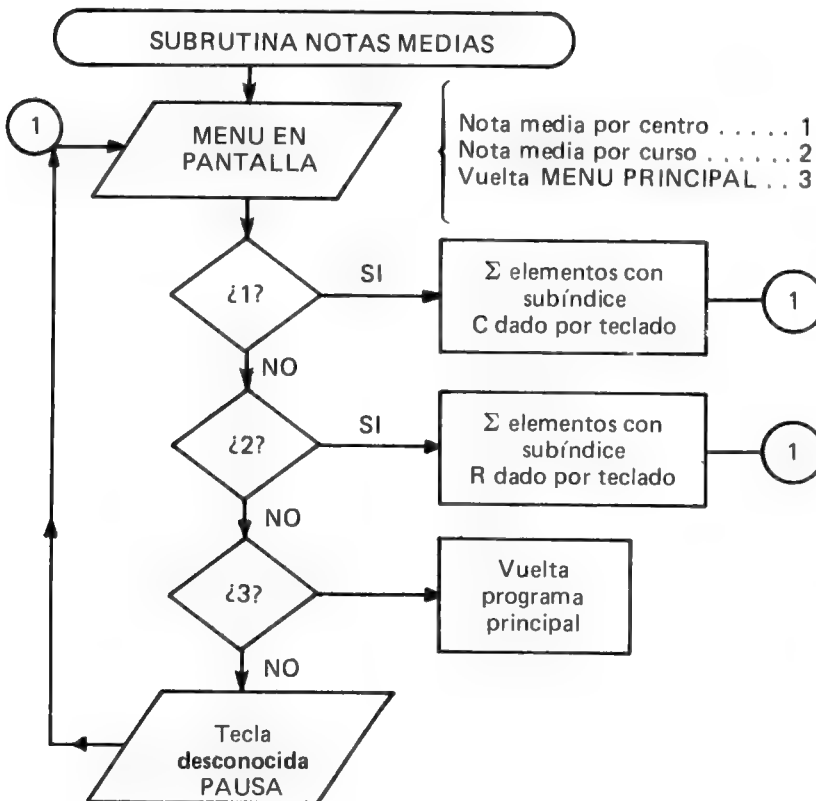 SUBRUTINA NOTAS MEDIAS
1
MENU EN
PANTALLA
Nota media por centro ..... 1
Nota media por curso ...... 2
Vuelta MENU PRINCIPAL .. 3
¿1?
SI
Σ elementos con
subíndice
C dado por teclado
1
NO
¿2?
SI
Σ elementos con
subíndice
R dado por teclado
1
NO
¿3?
Vuelta
programa
principal
NO
Tecla
desconocida
PAUSA